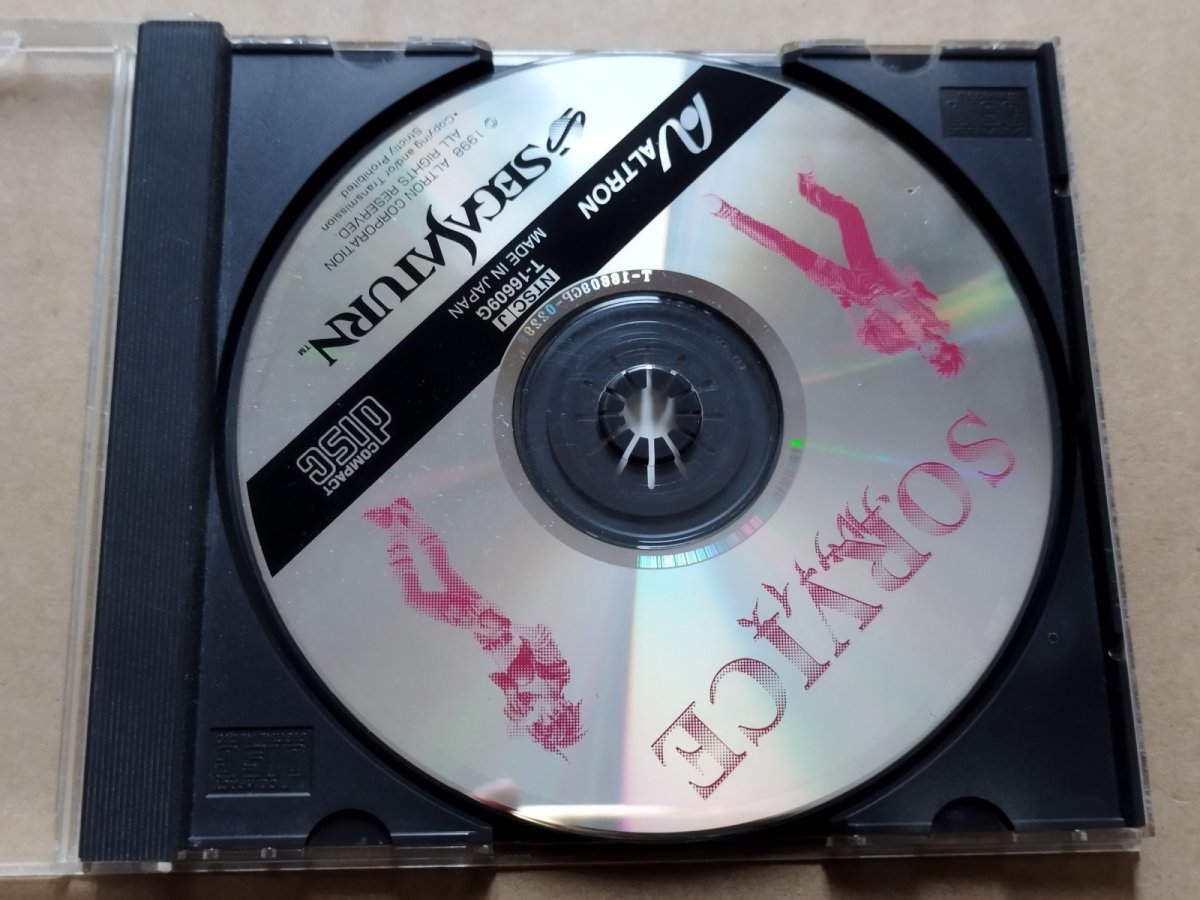 ALTRON
SEGA SATURN™
© 1998 ALTRON CORPORATION
ALL RIGHTS RESERVED.
•Copying and/or Transmission
Strictly Prohibited
MADE IN JAPAN
T-16609G
NTSC J
COMPACT
disc
SORVICE